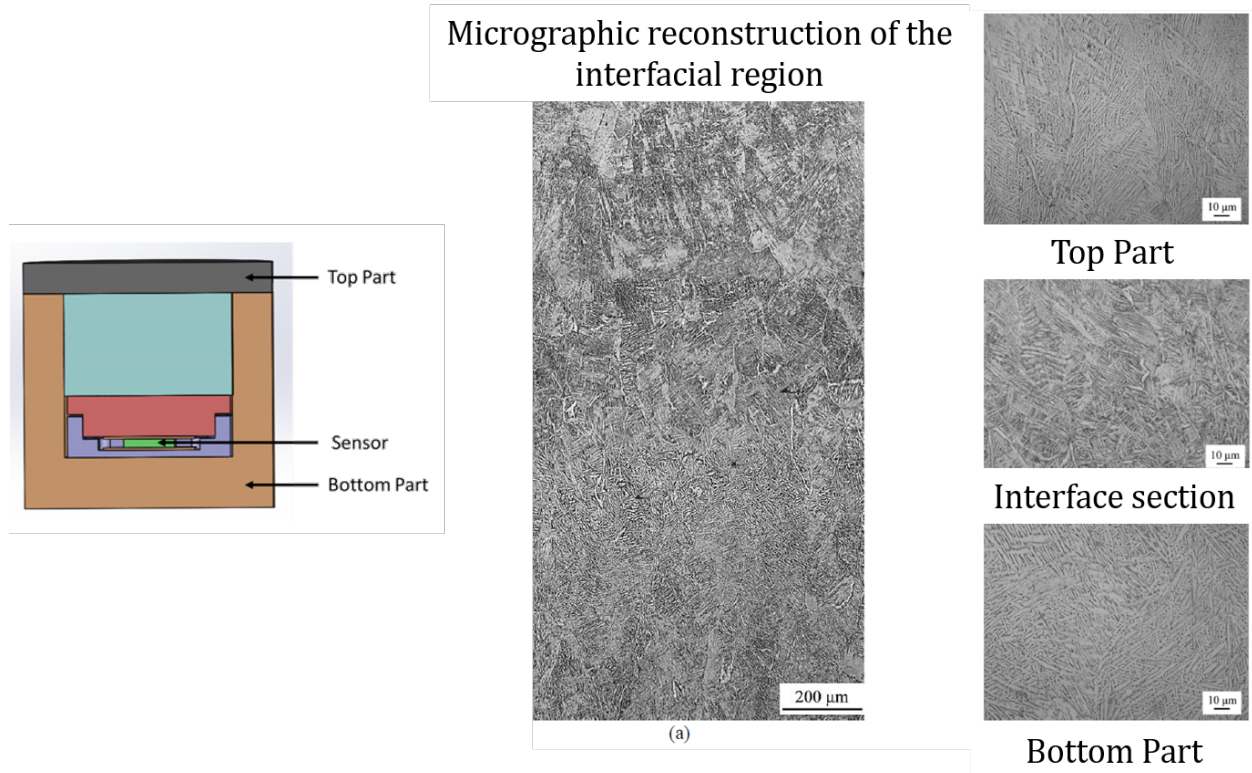 Micrographic reconstruction of the
interfacial region
Top Part
Sensor
Bottom Part
200 μm
(a)
10 μm
Top Part
10 μm
Interface section
10 μm
Bottom Part